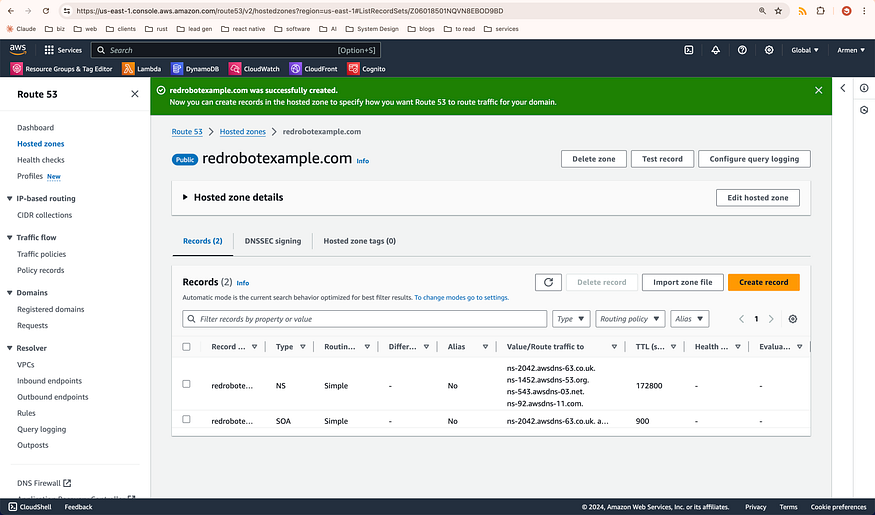 https://us-east-1.console.aws.amazon.com/route53/v2/hostedzones?region=us-east-1#ListRecordSets/Z06018501NQVN8EBOD9BD
Claude biz web clients rust lead gen react native software AI System Design blogs to read services
aws Services Search [Option+S] Global Armen
Resource Groups & Tag Editor Lambda DynamoDB CloudWatch CloudFront Cognito
Route 53
Dashboard
Hosted zones
Health checks
Profiles New
IP-based routing
CIDR collections
Traffic flow
Traffic policies
Policy records
Domains
Registered domains
Requests
Resolver
VPCs
Inbound endpoints
Outbound endpoints
Rules
Query logging
Outposts
DNS Firewall
redrobotexample.com was successfully created.
Now you can create records in the hosted zone to specify how you want Route 53 to route traffic for your domain.
Route 53 Hosted zones redrobotexample.com
Public redrobotexample.com Info
Delete zone Test record Configure query logging
Hosted zone details Edit hosted zone
Records (2) DNSSEC signing Hosted zone tags (0)
Records (2) Info Delete record Import zone file Create record
Automatic mode is the current search behavior optimized for best filter results. To change modes go to settings.
Filter records by property or value Type Routing policy Alias 1
Record ... Type Routin... Differ... Alias Value/Route traffic to TTL (s... Health ... Evalua...
ns-2042.awsdns-63.co.uk.
ns-1452.awsdns-53.org.
redrobote... NS Simple - No 172800 - -
ns-543.awsdns-03.net.
ns-92.awsdns-11.com.
redrobote... SOA Simple - No ns-2042.awsdns-63.co.uk. a... 900 - -
CloudShell Feedback © 2024, Amazon Web Services, Inc. or its affiliates. Privacy Terms Cookie preferences